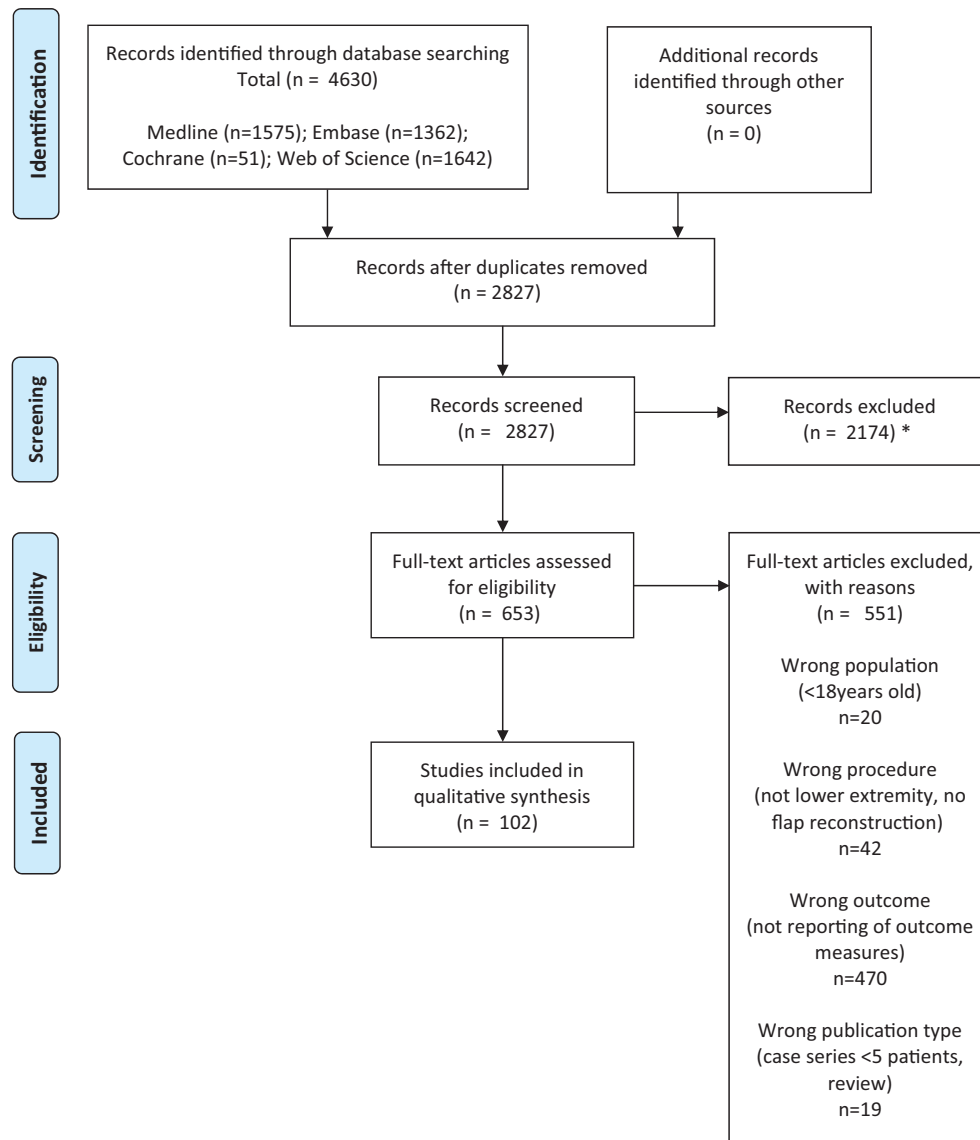 Identification
Records identified through database searching
Total (n = 4630)
Medline (n=1575); Embase (n=1362);
Cochrane (n=51); Web of Science (n=1642)
Additional records
identified through other
sources
(n = 0)
Records after duplicates removed
(n = 2827)
Screening
Records screened
(n = 2827)
Records excluded
(n = 2174) *
Eligibility
Full-text articles assessed
for eligibility
(n = 653)
Full-text articles excluded,
with reasons
(n = 551)
Wrong population
(<18years old)
n=20
Wrong procedure
(not lower extremity, no
flap reconstruction)
n=42
Wrong outcome
(not reporting of outcome
measures)
n=470
Wrong publication type
(case series <5 patients,
review)
n=19
Included
Studies included in
qualitative synthesis
(n = 102)